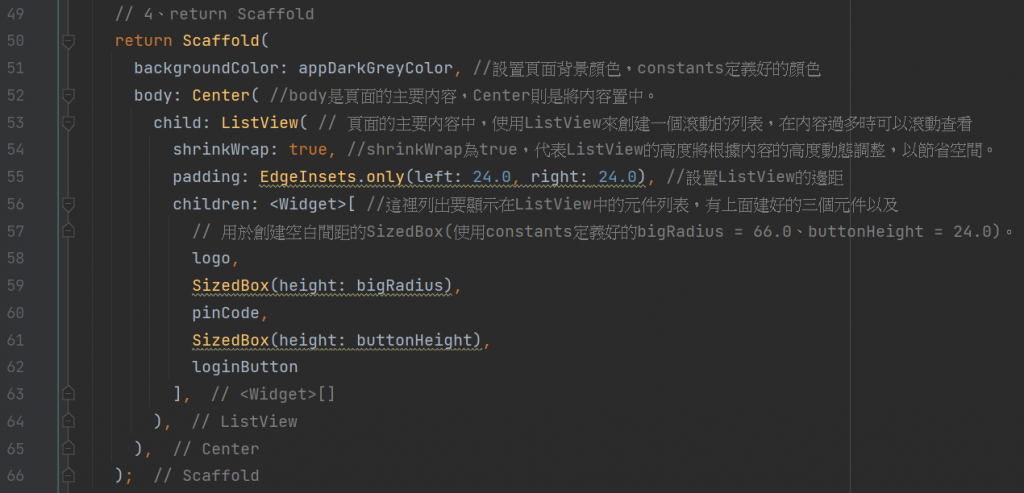 49 // 4、return Scaffold
50 return Scaffold(
51 backgroundColor: appDarkGreyColor, //設置頁面背景顏色，constants定義好的顏色
52 body: Center( //body是頁面的主要內容，Center則是將內容置中。
53 child: ListView( // 頁面的主要內容中，使用ListView來創建一個滾動的列表，在內容過多時可以滾動查看
54 shrinkWrap: true, //shrinkWrap為true，代表ListView的高度將根據內容的高度動態調整，以節省空間。
55 padding: EdgeInsets.only(left: 24.0, right: 24.0), //設置ListView的邊距
56 children: <Widget>[ //這裡列出要顯示在ListView中的元件列表，有上面建好的三個元件以及
57 // 用於創建空白間距的SizedBox(使用constants定義好的bigRadius = 66.0、buttonHeight = 24.0)。
58 logo,
59 SizedBox(height: bigRadius),
60 pinCode,
61 SizedBox(height: buttonHeight),
62 loginButton
63 ], // <Widget>[]
64 ), // ListView
65 ), // Center
66 ); // Scaffold